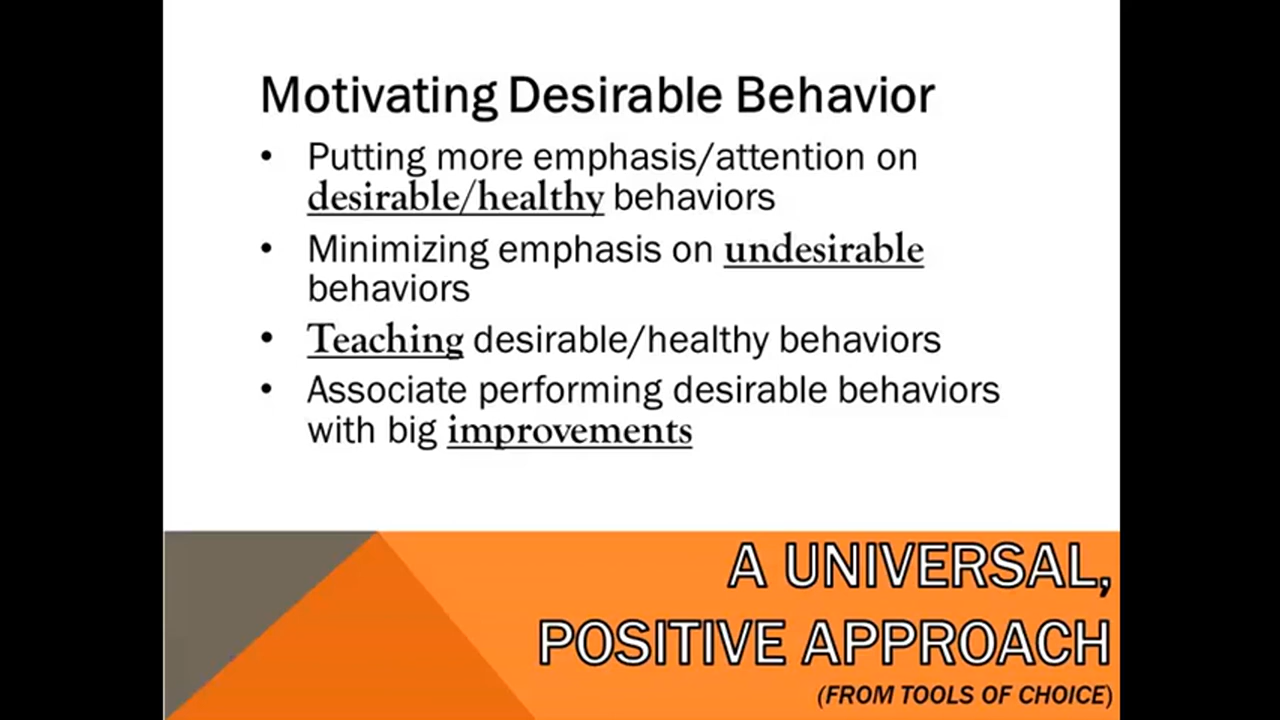 Motivating Desirable Behavior
• Putting more emphasis/attention on
desirable/healthy behaviors
• Minimizing emphasis on undesirable
behaviors
• Teaching desirable/healthy behaviors
• Associate performing desirable behaviors
with big improvements
A UNIVERSAL,
POSITIVE APPROACH
(FROM TOOLS OF CHOICE)